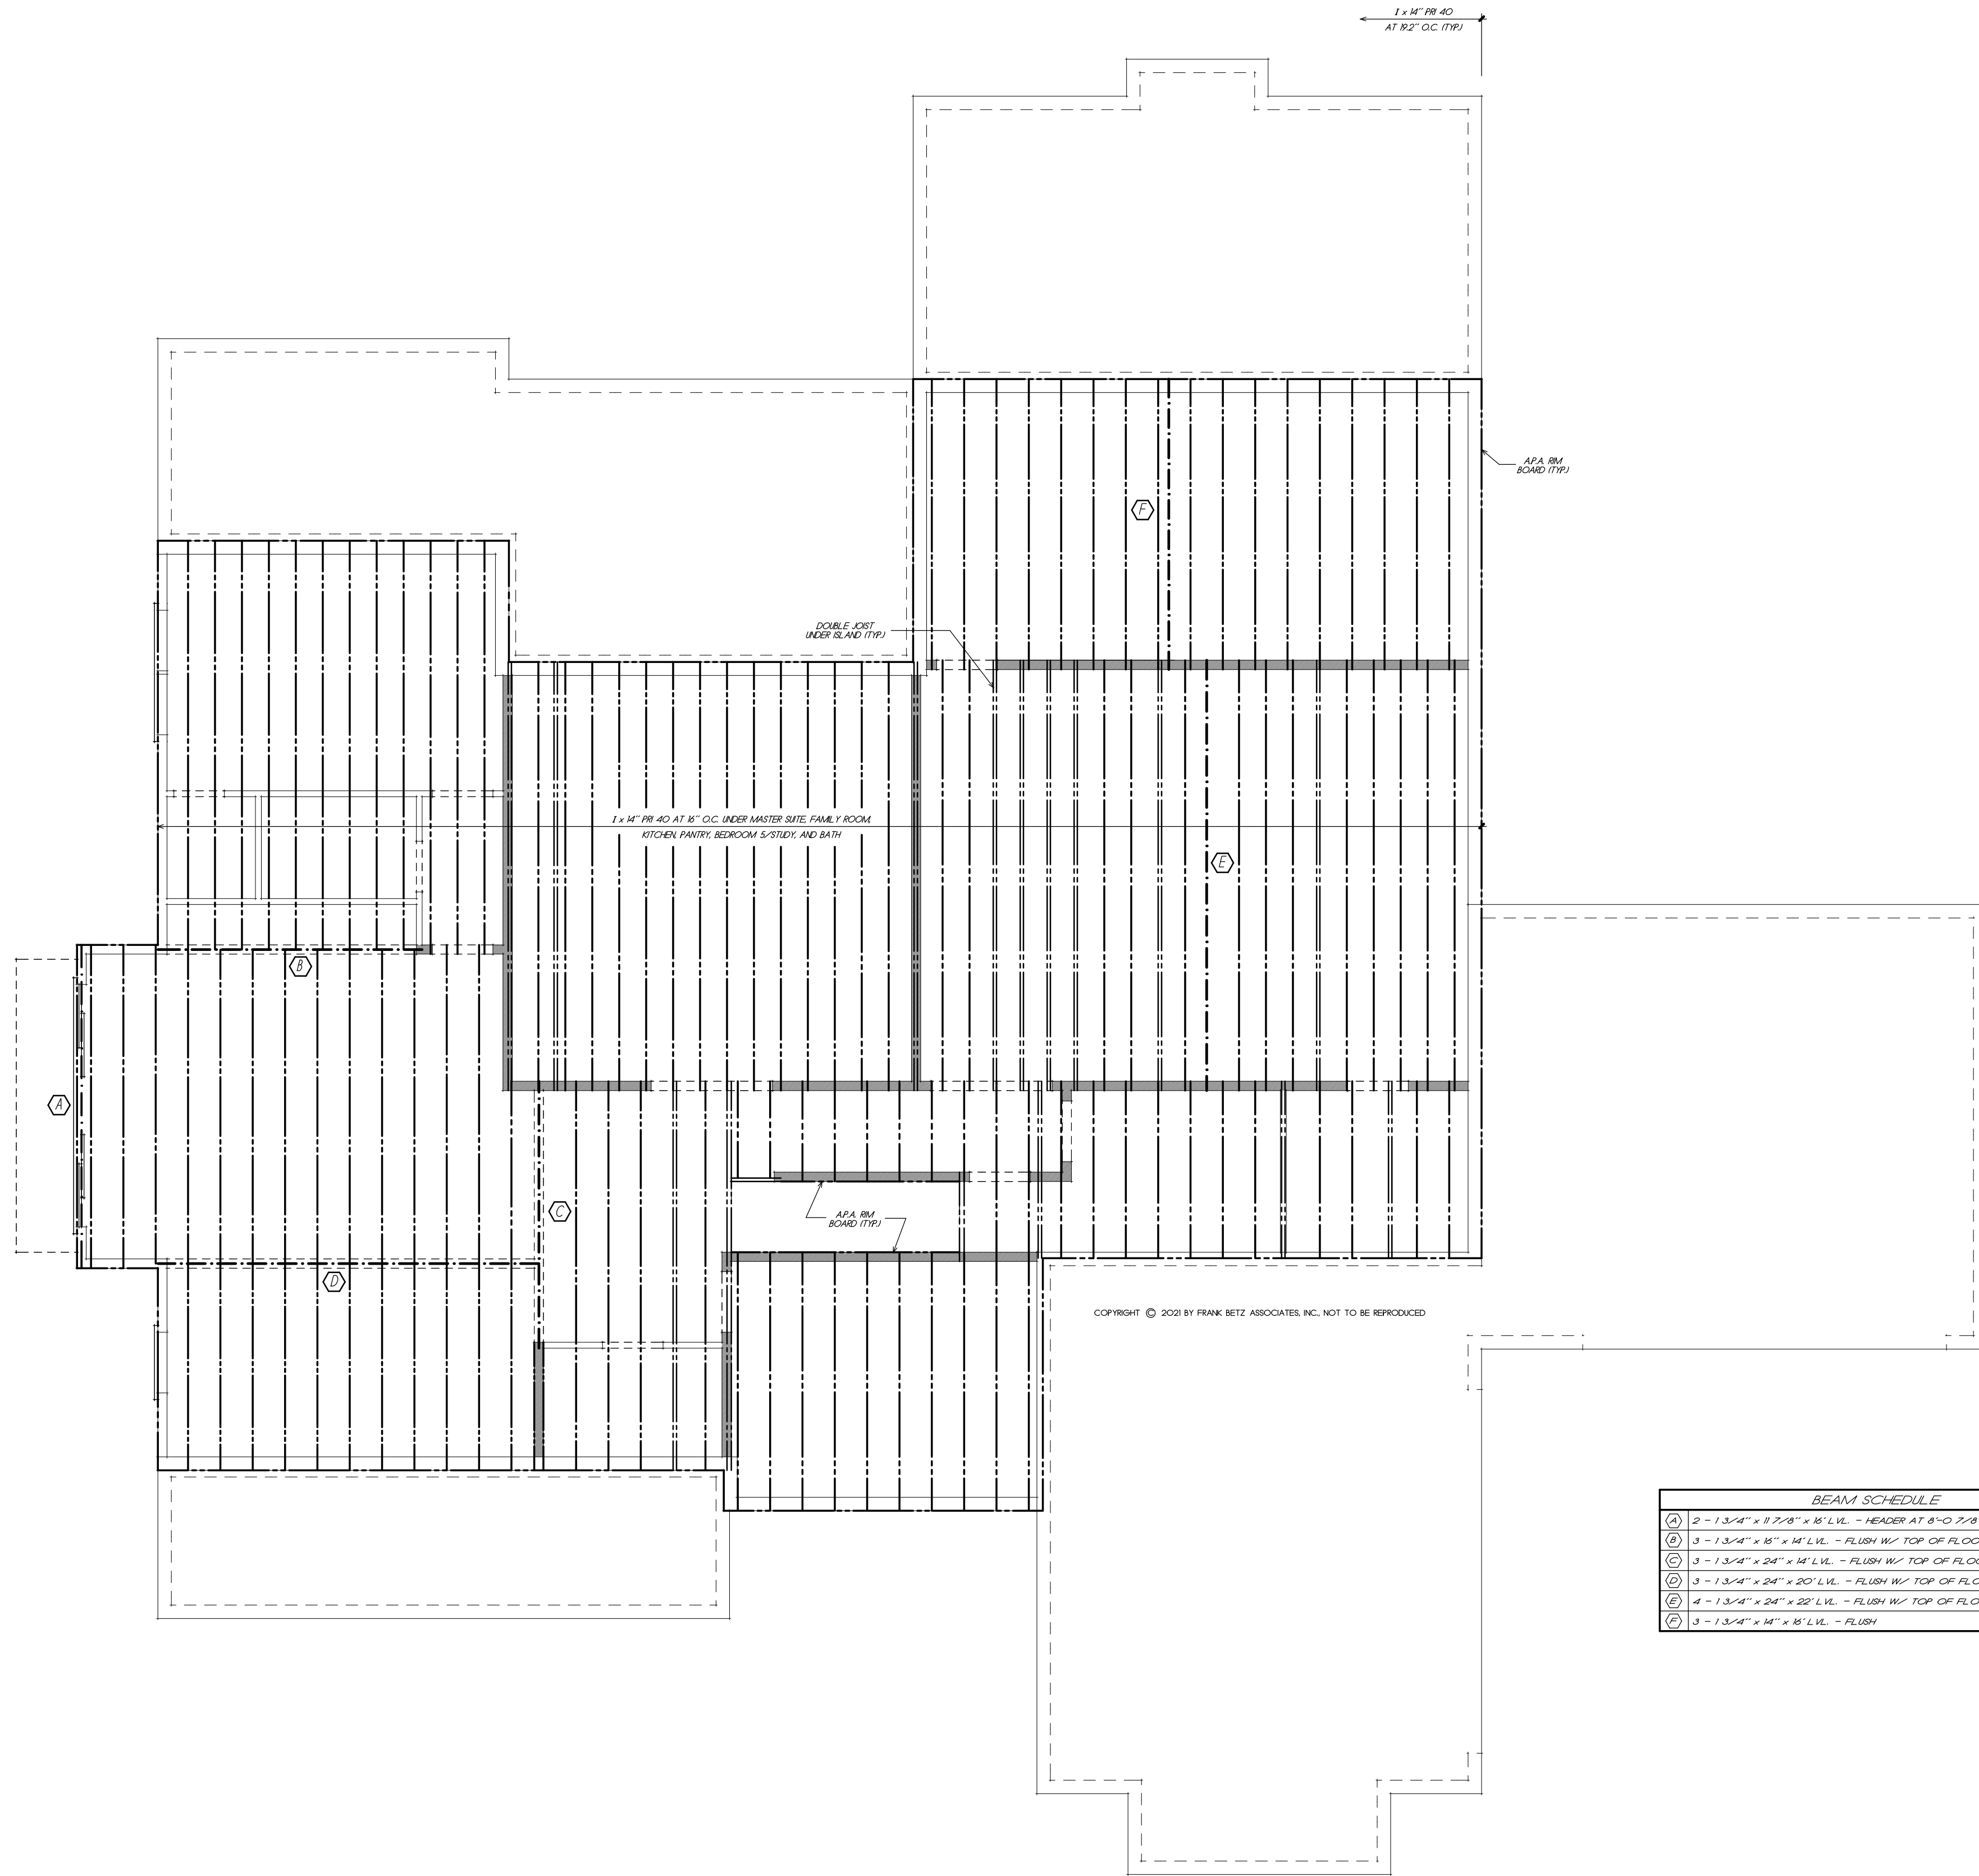 I x 14" PRI 40
AT 19.2" O.C. (TYP.)
A.P.A. RIM
BOARD (TYP.)
F
DOUBLE JOIST
UNDER ISLAND (TYP.)
I x 14" PRI 40 AT 16" O.C. UNDER MASTER SUITE, FAMILY ROOM,
KITCHEN, PANTRY, BEDROOM 5/STUDY, AND BATH
E
B
A
C
A.P.A. RIM
BOARD (TYP.)
D
COPYRIGHT © 2021 BY FRANK BETZ ASSOCIATES, INC., NOT TO BE REPRODUCED
BEAM SCHEDULE
A 2 - 1 3/4" x 11 7/8" x 16' LVL. - HEADER AT 8'-0 7/8"
B 3 - 1 3/4" x 16" x 14' LVL. - FLUSH W/ TOP OF
C 3 - 1 3/4" x 24" x 14' LVL. - FLUSH W/ TOP OF
D 3 - 1 3/4" x 24" x 20' LVL. - FLUSH W/ TOP OF
E 4 - 1 3/4" x 24" x 22' LVL. - FLUSH W/ TOP OF
F 3 - 1 3/4" x 14" x 16' LVL. - FLUSH